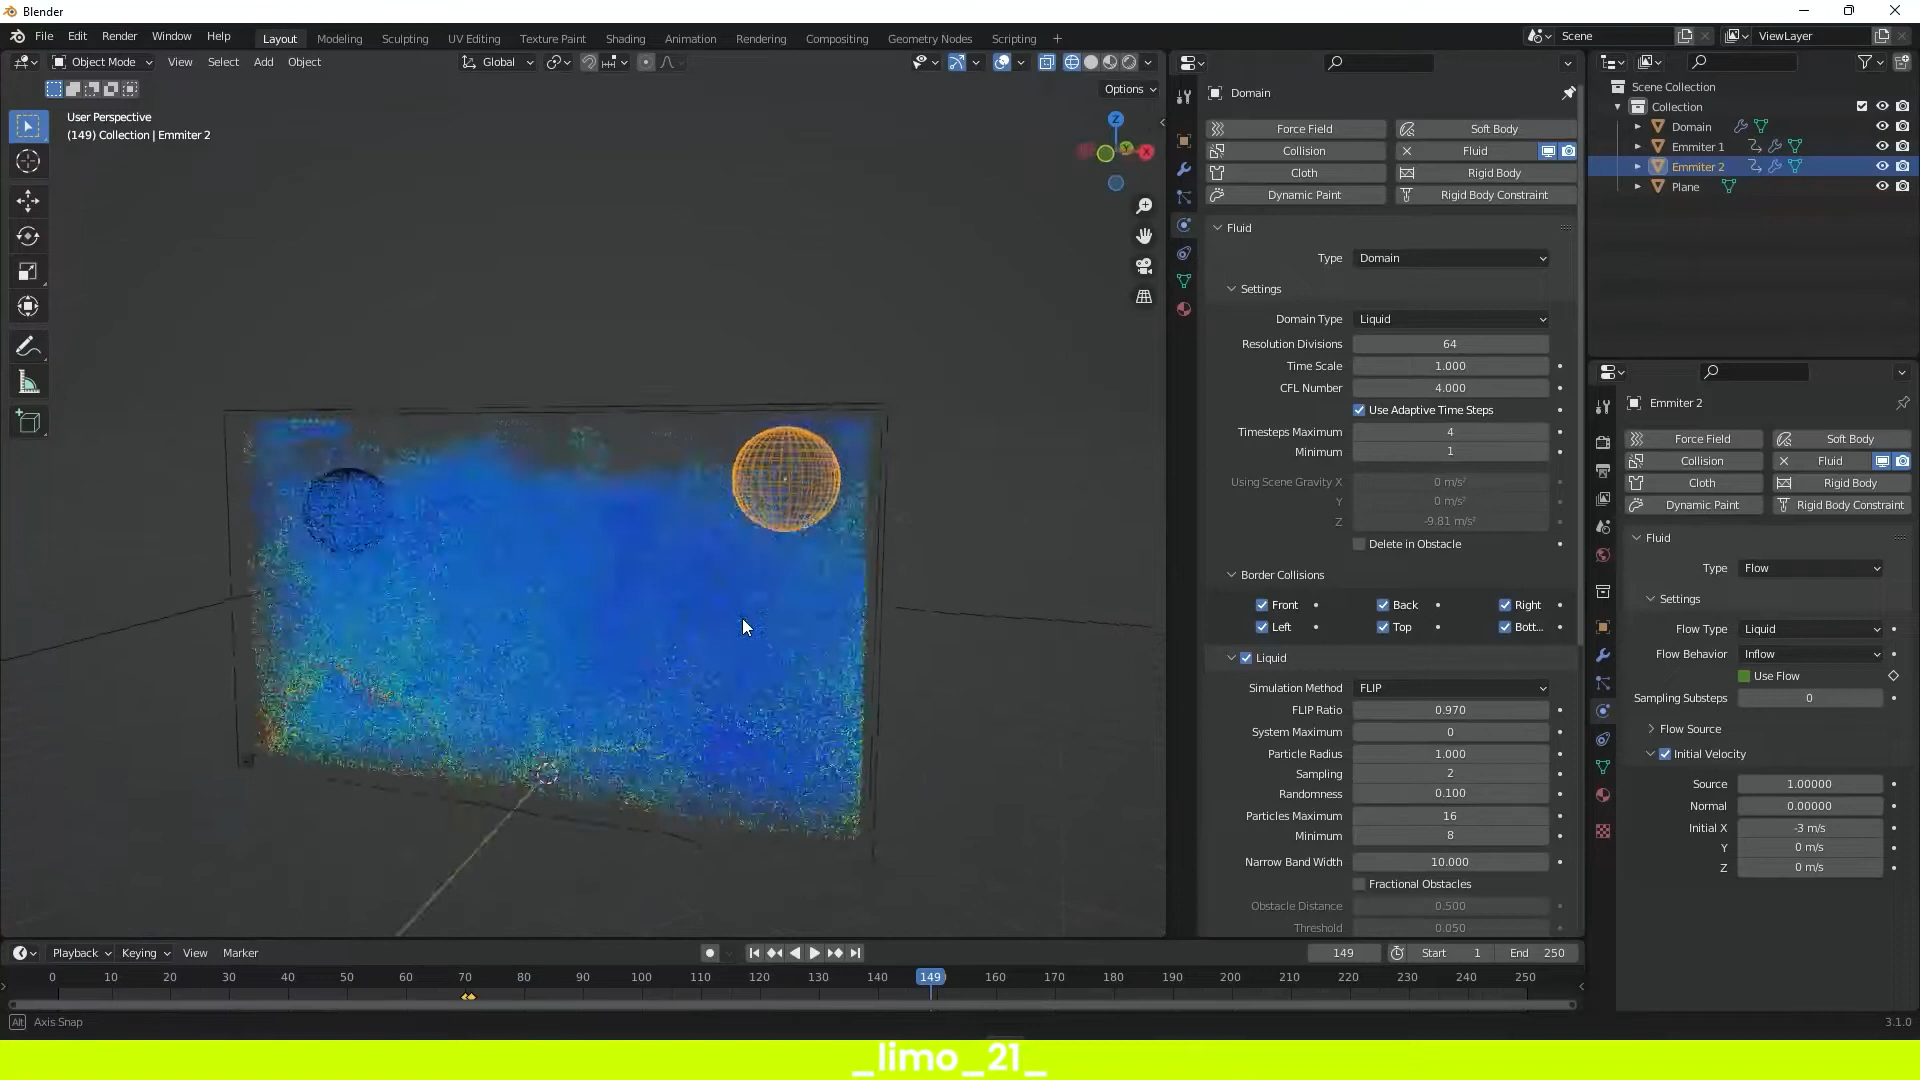 Blender
File Edit Render Window Help
Layout Modeling Sculpting UV Editing Texture Paint Shading Animation Rendering Compositing Geometry Nodes Scripting +
Scene
ViewLayer
Object Mode View Select Add Object
Global
Options
User Perspective
(149) Collection | Emmiter 2
Z
Y
X
Domain
Force Field Soft Body
Collision Fluid
Cloth Rigid Body
Dynamic Paint Rigid Body Constraint
Fluid
Type Domain
Settings
Domain Type Liquid
Resolution Divisions 64
Time Scale 1.000
CFL Number 4.000
Use Adaptive Time Steps
Timesteps Maximum 4
Minimum 1
Using Scene Gravity X 0 m/s²
Y 0 m/s²
Z -9.81 m/s²
Delete in Obstacle
Border Collisions
Front Back Right
Left Top Bott...
Liquid
Simulation Method FLIP
FLIP Ratio 0.970
System Maximum 0
Particle Radius 1.000
Sampling 2
Randomness 0.100
Particles Maximum 16
Minimum 8
Narrow Band Width 10.000
Fractional Obstacles
Obstacle Distance 0.500
Threshold 0.050
Scene Collection
Collection
Domain
Emmiter 1
Emmiter 2
Plane
Emmiter 2
Force Field Soft Body
Collision Fluid
Cloth Rigid Body
Dynamic Paint Rigid Body Constraint
Fluid
Type Flow
Settings
Flow Type Liquid
Flow Behavior Inflow
Use Flow
Sampling Substeps 0
Flow Source
Initial Velocity
Source 1.00000
Normal 0.00000
Initial X -3 m/s
Y 0 m/s
Z 0 m/s
Playback Keying View Marker
149 Start 1 End 250
0 10 20 30 40 50 60 70 80 90 100 110 120 130 140 149 160 170 180 190 200 210 220 230 240 250
Alt Axis Snap
3.1.0
_limo_21_